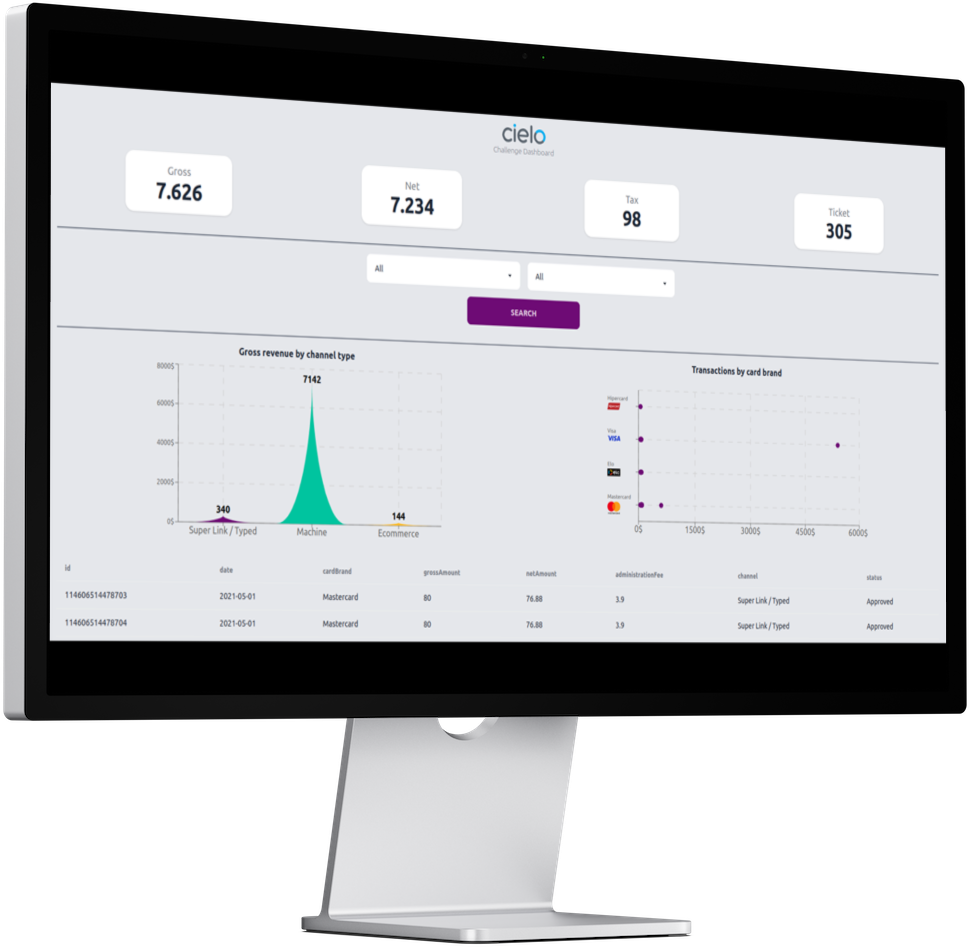 cielo
Challenge Dashboard
Gross
7.626
Net
7.234
Tax
98
Ticket
305
All
All
SEARCH
Gross revenue by channel type
8000$
6000$
4000$
2000$
0$
340
7142
144
Super Link / Typed
Machine
Ecommerce
Transactions by card brand
Hipercard
Visa
VISA
Elo
Mastercard
0$
1500$
3000$
4500$
6000$
id date cardBrand grossAmount netAmount administrationFee channel status
114606514478703 2021-05-01 Mastercard 80 76.88 3.9 Super Link / Typed Approved
114606514478704 2021-05-01 Mastercard 80 76.88 3.9 Super Link / Typed Approved